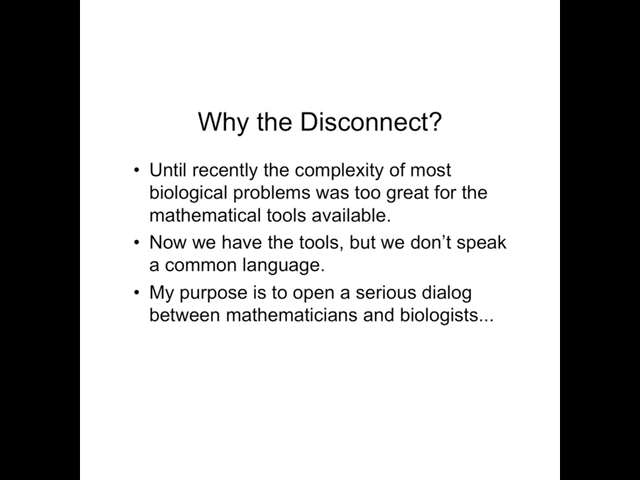 Why the Disconnect?
• Until recently the complexity of most
biological problems was too great for the
mathematical tools available.
• Now we have the tools, but we don’t speak
a common language.
• My purpose is to open a serious dialog
between mathematicians and biologists...